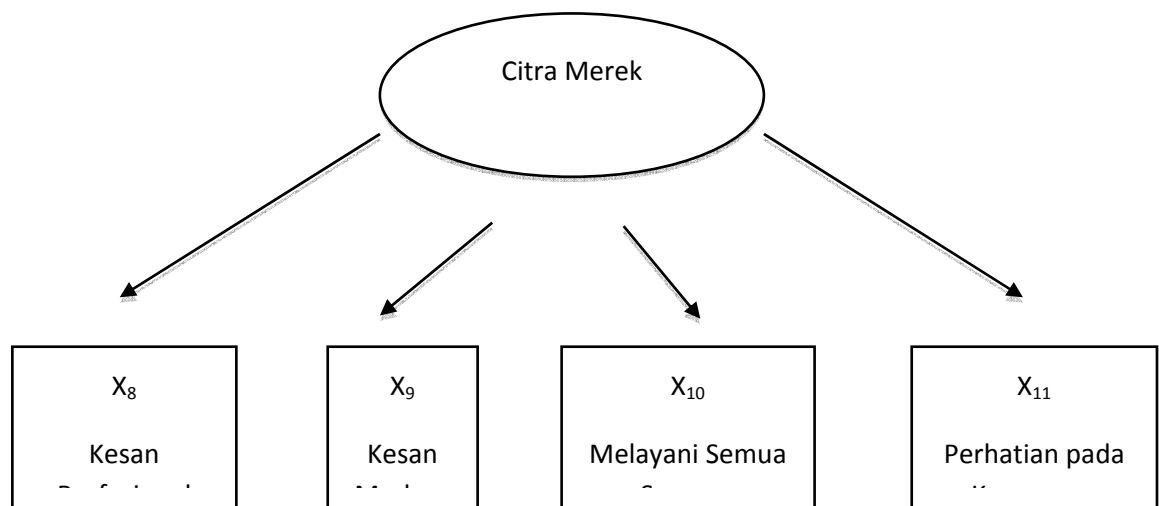 Citra Merek
X₈
Kesan
X₉
Kesan
X₁₀
Melayani Semua
X₁₁
Perhatian pada